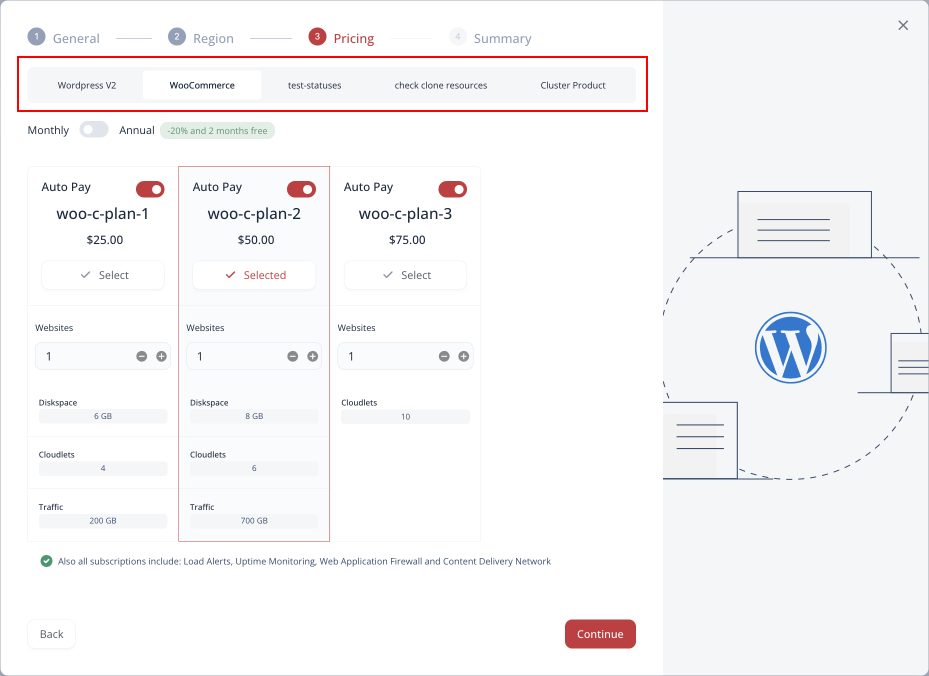 1 General 2 Region 3 Pricing 4 Summary
Wordpress V2 WooCommerce test-statuses check clone resources Cluster Product
Monthly Annual -20% and 2 months free
Auto Pay Auto Pay Auto Pay
woo-c-plan-1 woo-c-plan-2 woo-c-plan-3
$25.00 $50.00 $75.00
Select Selected Select
Websites Websites Websites
1 1 1
Diskspace Diskspace Cloudlets
6 GB 8 GB 10
Cloudlets Cloudlets
4 6
Traffic Traffic
200 GB 700 GB
Also all subscriptions include: Load Alerts, Uptime Monitoring, Web Application Firewall and Content Delivery Network
Back Continue